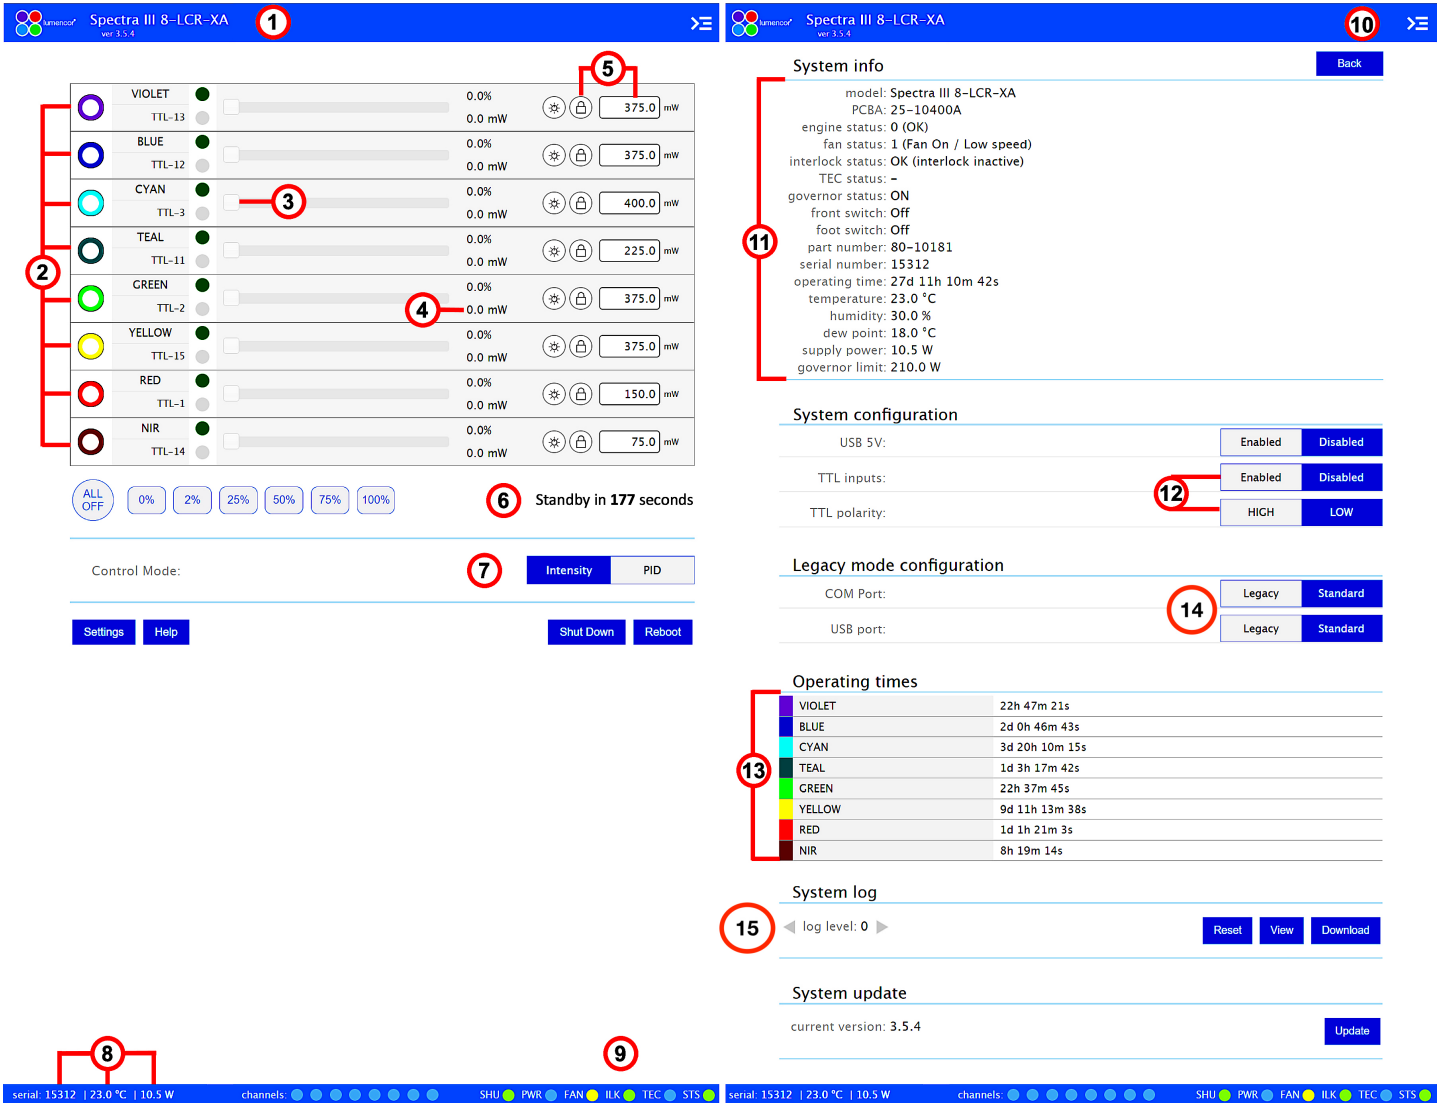 lumencor
Spectra III 8-LCR-XA
ver 3.5.4
1
5
VIOLET
TTL-13
0.0%
0.0 mW
375.0 mW
BLUE
TTL-12
0.0%
0.0 mW
375.0 mW
CYAN
TTL-3
3
0.0%
0.0 mW
400.0 mW
TEAL
TTL-11
0.0%
0.0 mW
225.0 mW
2
GREEN
TTL-2
4
0.0%
0.0 mW
375.0 mW
YELLOW
TTL-15
0.0%
0.0 mW
375.0 mW
RED
TTL-1
0.0%
0.0 mW
150.0 mW
NIR
TTL-14
0.0%
0.0 mW
75.0 mW
ALL OFF
0% 2% 25% 50% 75% 100%
6
Standby in 177 seconds
Control Mode:
7
Intensity PID
Settings Help Shut Down Reboot
8
9
serial: 15312 | 23.0 °C | 10.5 W channels: SHU PWR FAN ILK TEC STS
lumencor
Spectra III 8-LCR-XA
ver 3.5.4
10
System info
Back
11
model: Spectra III 8-LCR-XA
PCBA: 25-10400A
engine status: 0 (OK)
fan status: 1 (Fan On / Low speed)
interlock status: OK (interlock inactive)
TEC status: –
governor status: ON
front switch: Off
foot switch: Off
part number: 80-10181
serial number: 15312
operating time: 27d 11h 10m 42s
temperature: 23.0 °C
humidity: 30.0 %
dew point: 18.0 °C
supply power: 10.5 W
governor limit: 210.0 W
System configuration
USB 5V: Enabled Disabled
TTL inputs: Enabled Disabled
12
TTL polarity: HIGH LOW
Legacy mode configuration
COM Port: Legacy Standard
14
USB port: Legacy Standard
Operating times
13
VIOLET 22h 47m 21s
BLUE 2d 0h 46m 43s
CYAN 3d 20h 10m 15s
TEAL 1d 3h 17m 42s
GREEN 22h 37m 45s
YELLOW 9d 11h 13m 38s
RED 1d 1h 21m 3s
NIR 8h 19m 14s
System log
15
log level: 0
Reset View Download
System update
current version: 3.5.4
Update
serial: 15312 | 23.0 °C | 10.5 W channels: SHU PWR FAN ILK TEC STS